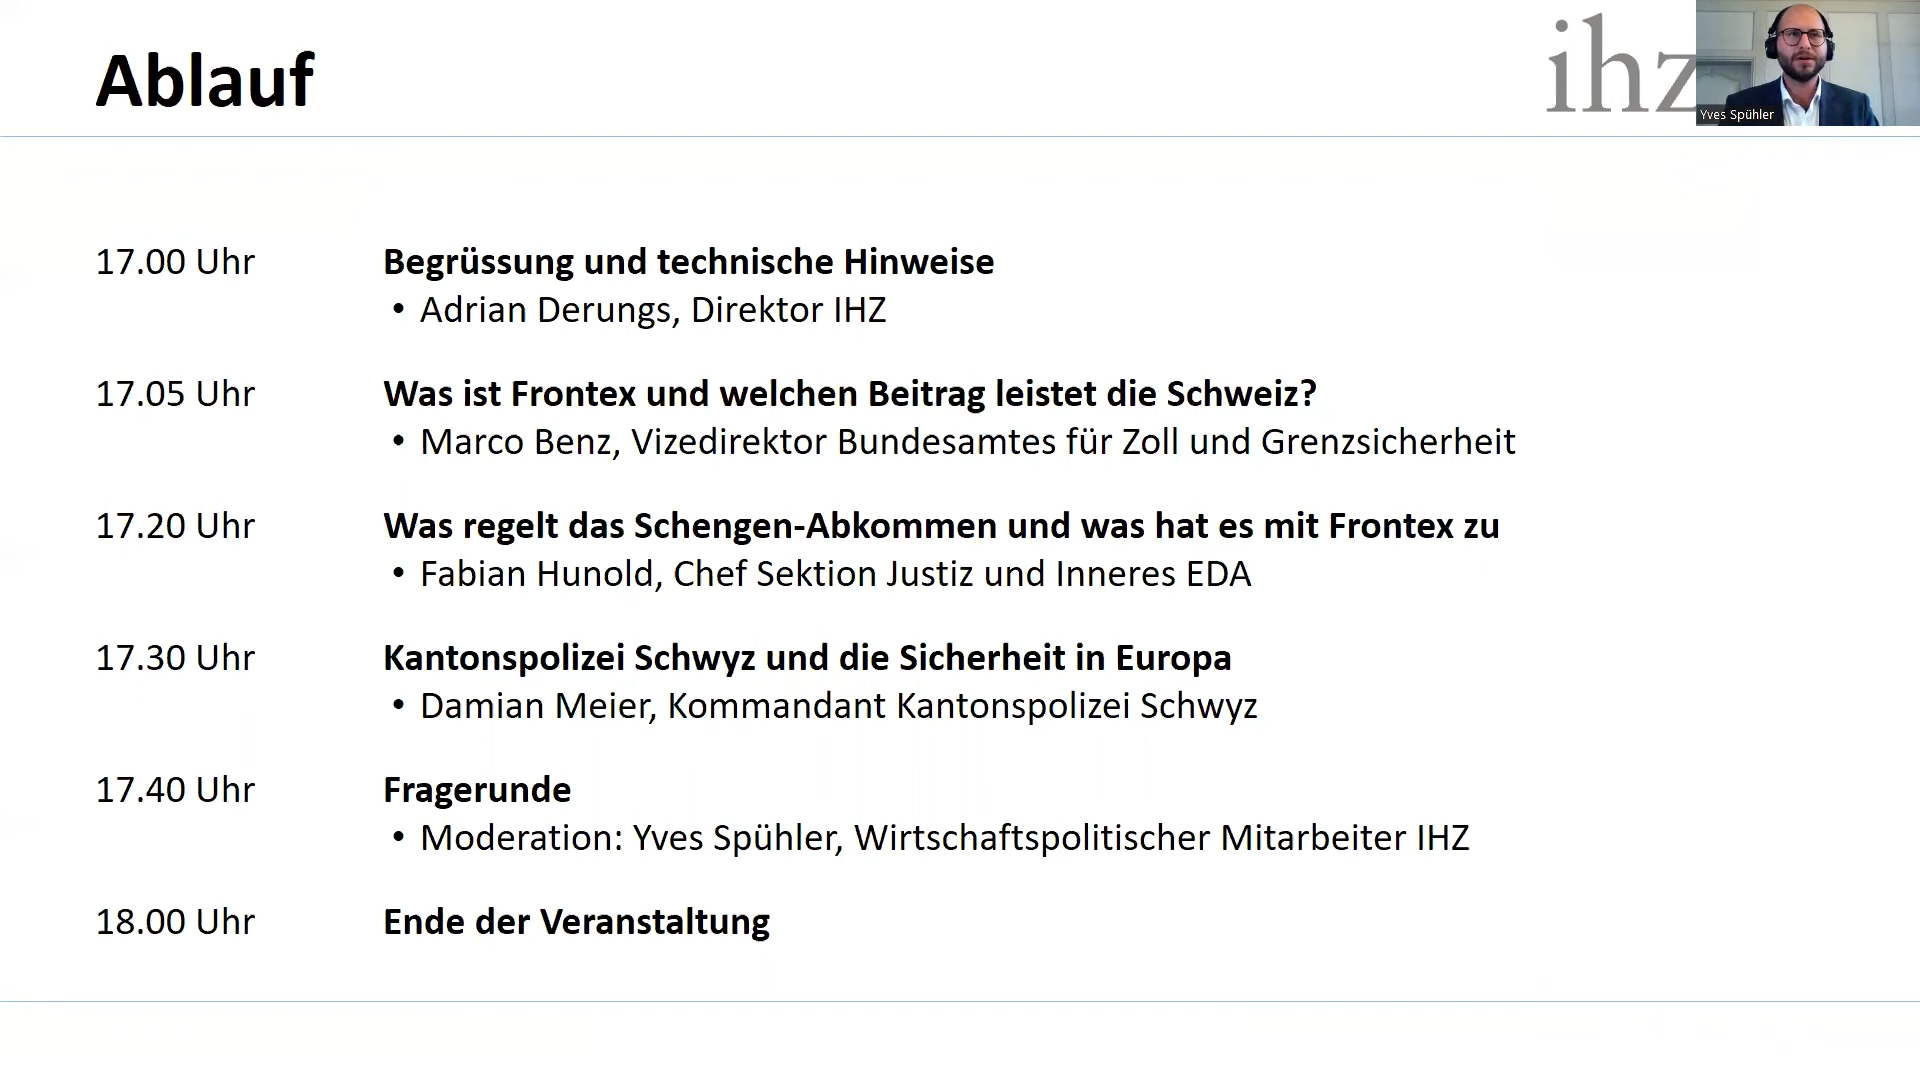 Ablauf
ihz
Yves Spühler
17.00 Uhr Begrüssung und technische Hinweise
• Adrian Derungs, Direktor IHZ
17.05 Uhr Was ist Frontex und welchen Beitrag leistet die Schweiz?
• Marco Benz, Vizedirektor Bundesamtes für Zoll und Grenzsicherheit
17.20 Uhr Was regelt das Schengen-Abkommen und was hat es mit Frontex zu
• Fabian Hunold, Chef Sektion Justiz und Inneres EDA
17.30 Uhr Kantonspolizei Schwyz und die Sicherheit in Europa
• Damian Meier, Kommandant Kantonspolizei Schwyz
17.40 Uhr Fragerunde
• Moderation: Yves Spühler, Wirtschaftspolitischer Mitarbeiter IHZ
18.00 Uhr Ende der Veranstaltung